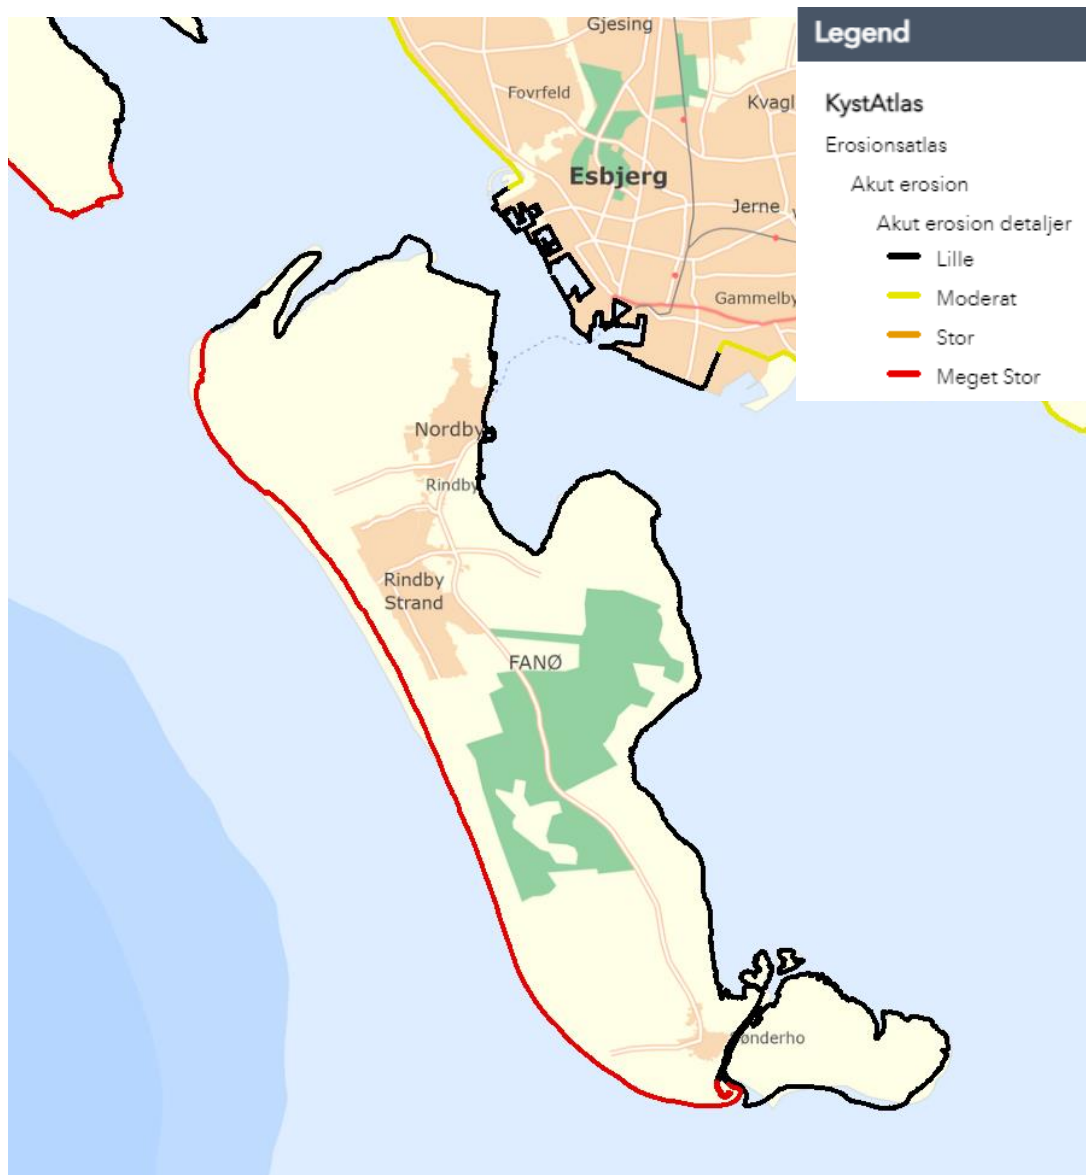 Gjesing
Fovrfeld
Kvagl
Esbjerg
Jerne
Gammelby
Nordby
Rindby
Rindby
Strand
FANØ
Legend
KystAtlas
Erosionsatlas
Akut erosion
Akut erosion detaljer
Lille
Moderat
Stor
Meget Stor